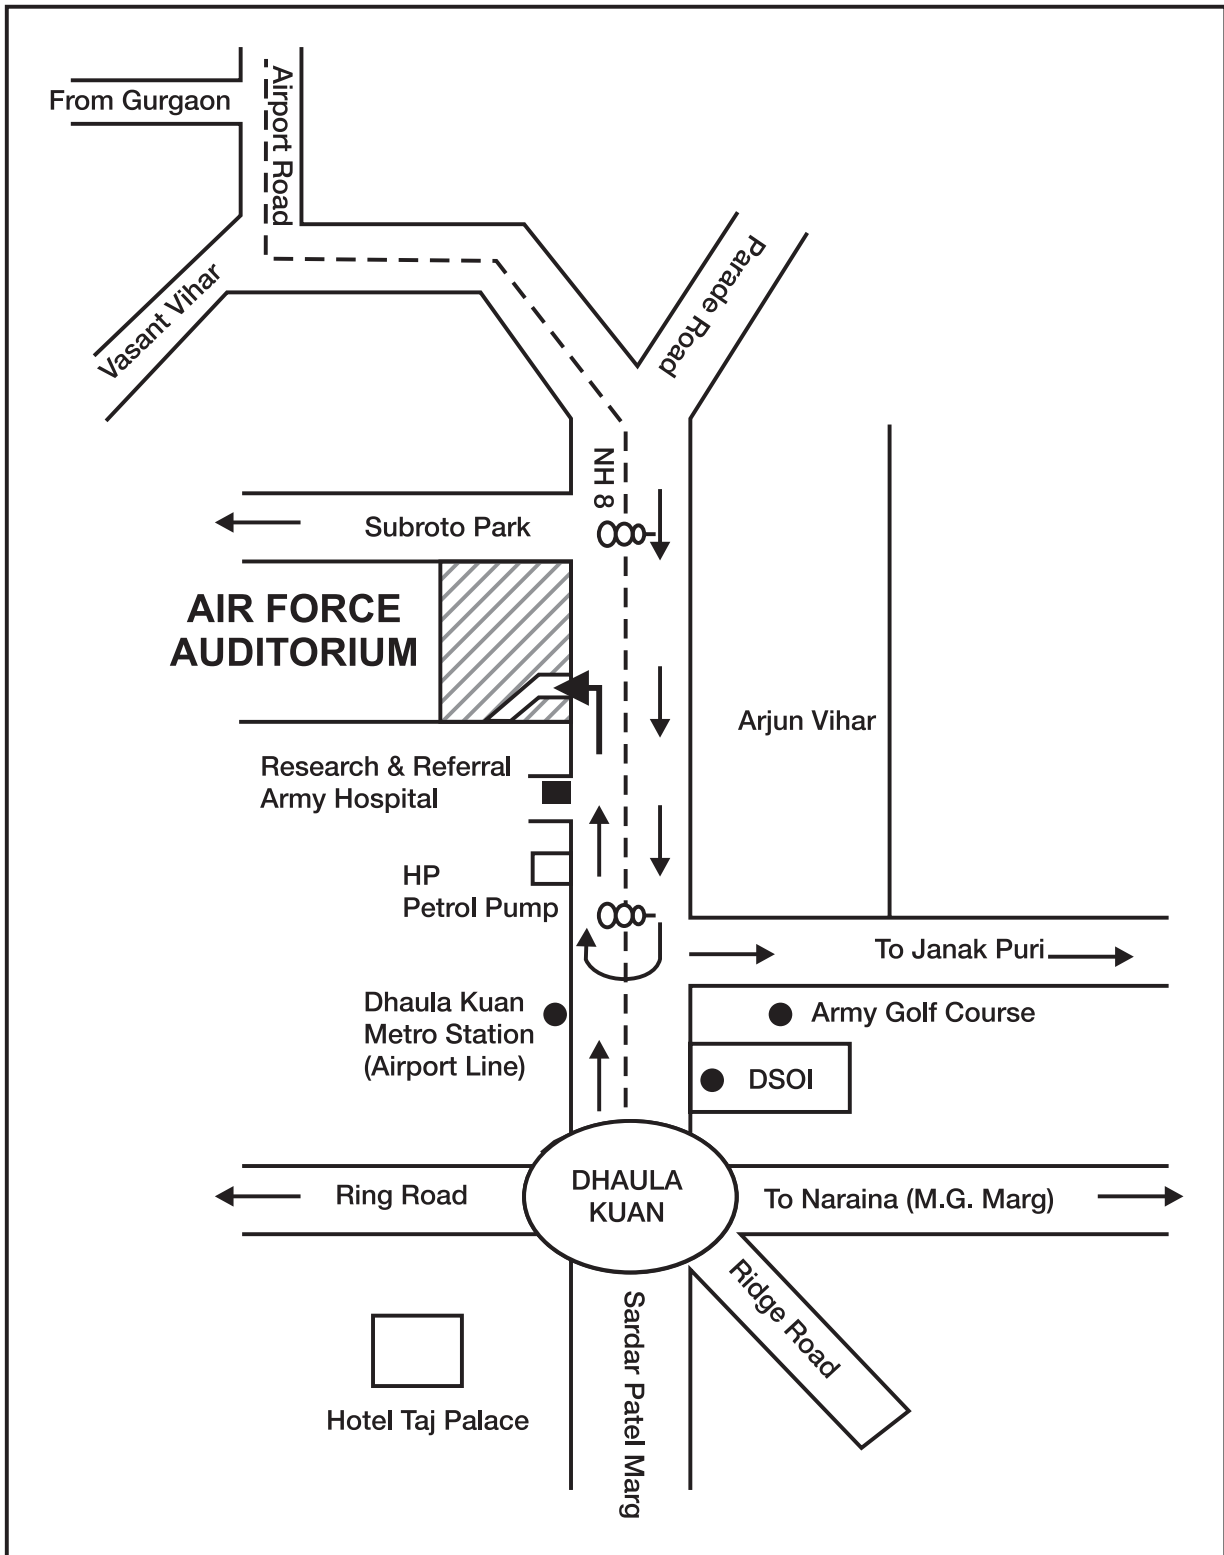 From Gurgaon
Airport Road
Vasant Vihar
Parade Road
NH 8
Subroto Park
AIR FORCE
AUDITORIUM
Arjun Vihar
Research & Referral
Army Hospital
HP
Petrol Pump
To Janak Puri
Dhaula Kuan
Metro Station
(Airport Line)
Army Golf Course
DSOI
DHAULA
KUAN
Ring Road
To Naraina (M.G. Marg)
Ridge Road
Sardar Patel Marg
Hotel Taj Palace